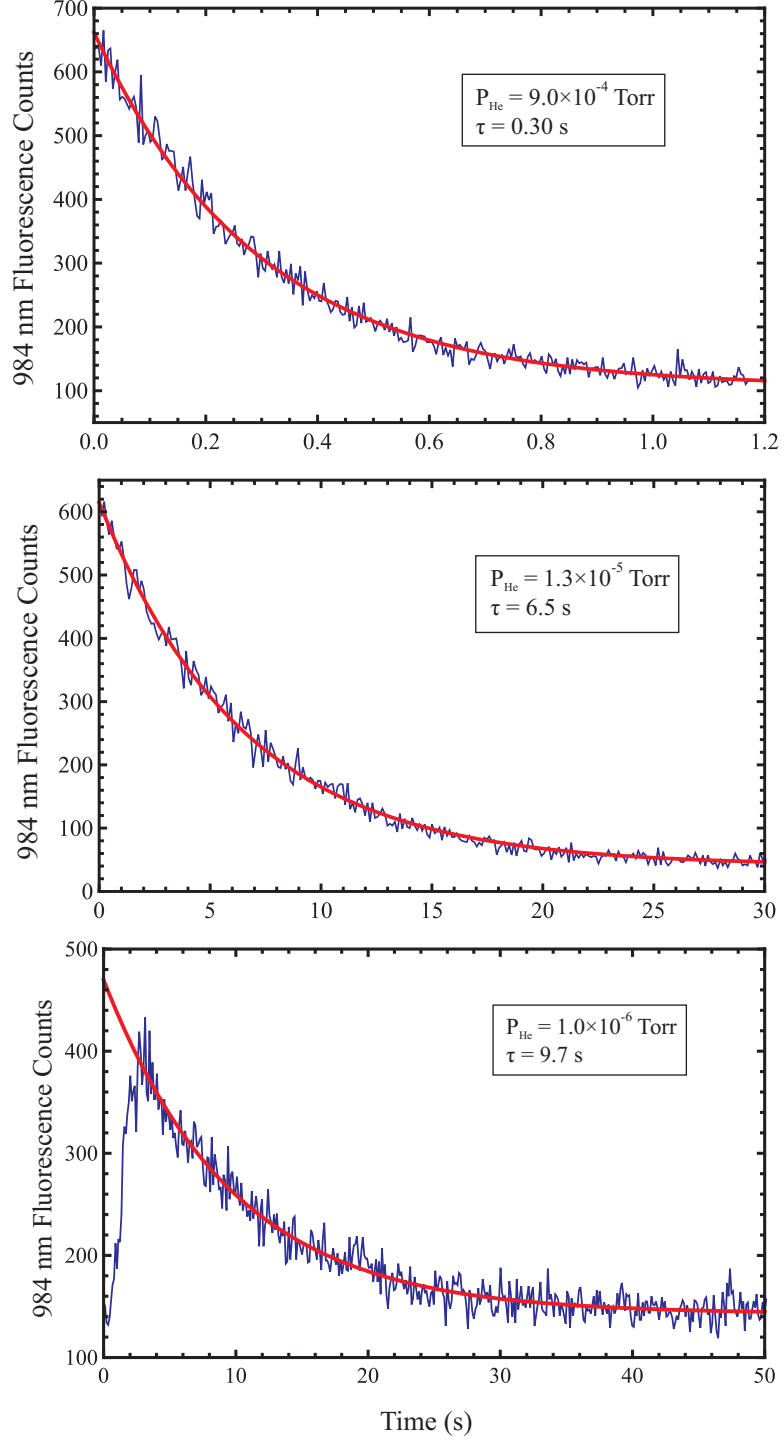 984 nm Fluorescence Counts
700
600
500
400
300
200
100
P_He = 9.0×10^-4 Torr
τ = 0.30 s
0.0 0.2 0.4 0.6 0.8 1.0 1.2
984 nm Fluorescence Counts
600
500
400
300
200
100
0
P_He = 1.3×10^-5 Torr
τ = 6.5 s
0 5 10 15 20 25 30
984 nm Fluorescence Counts
500
400
300
200
100
P_He = 1.0×10^-6 Torr
τ = 9.7 s
0 10 20 30 40 50
Time (s)